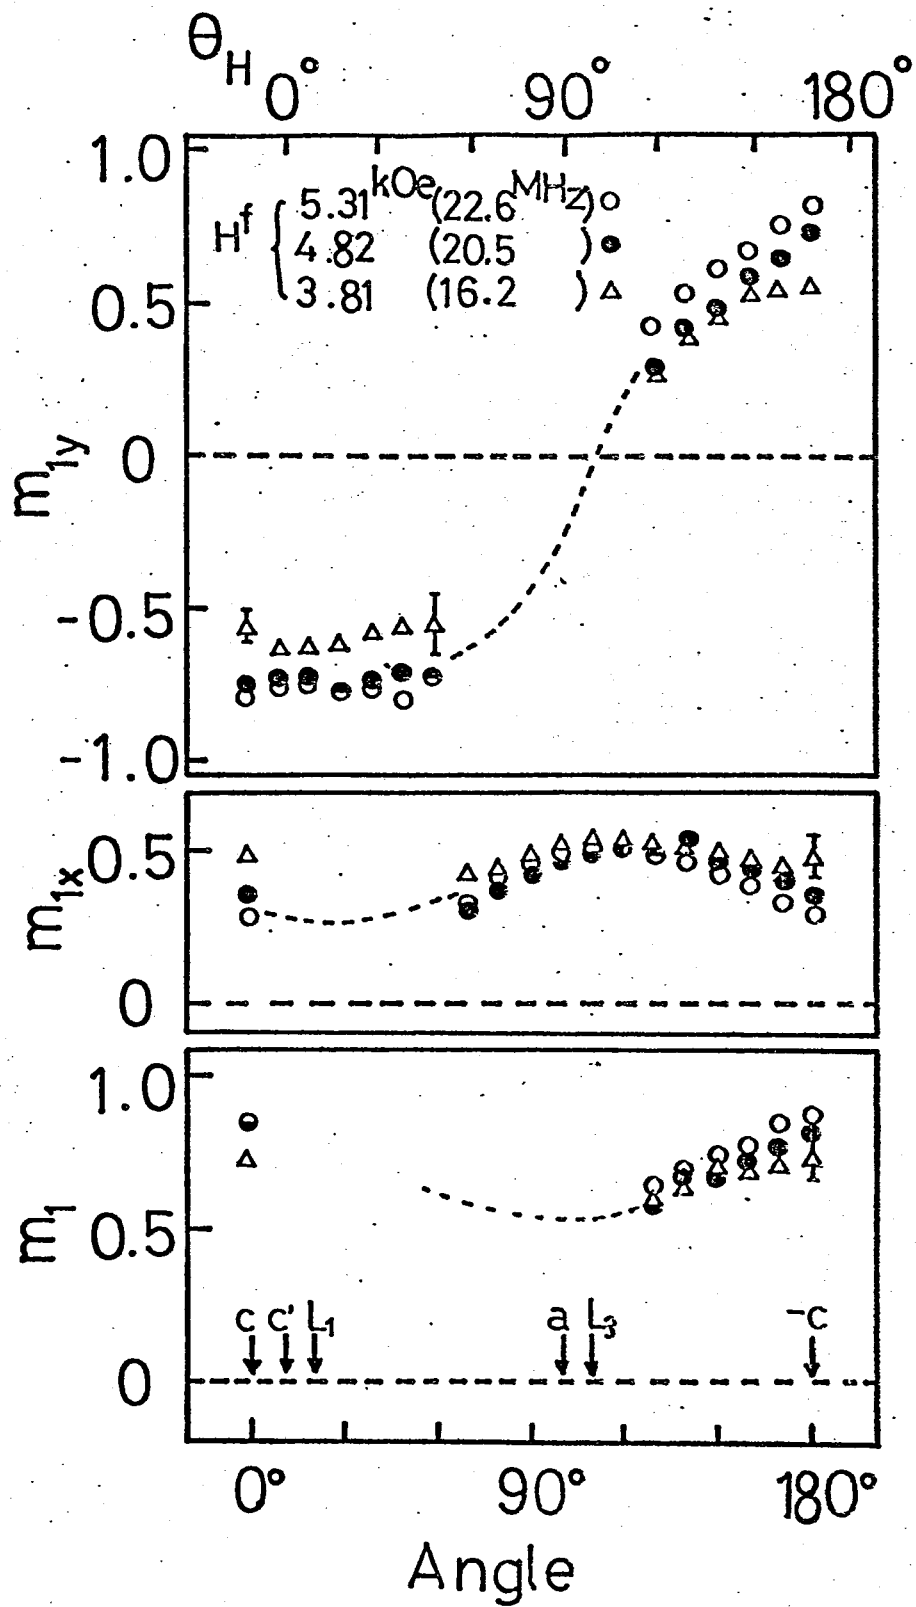 θH 0° 90° 180°
1.0
kOe MHz
Hf { 5.31 (22.6 ) ○
4.82 (20.5 ) ●
3.81 (16.2 ) △
0.5
m1y 0
-0.5
-1.0
m1x 0.5
0
1.0
m1 0.5
c c' L1 a L3 -c
0
0° 90° 180°
Angle